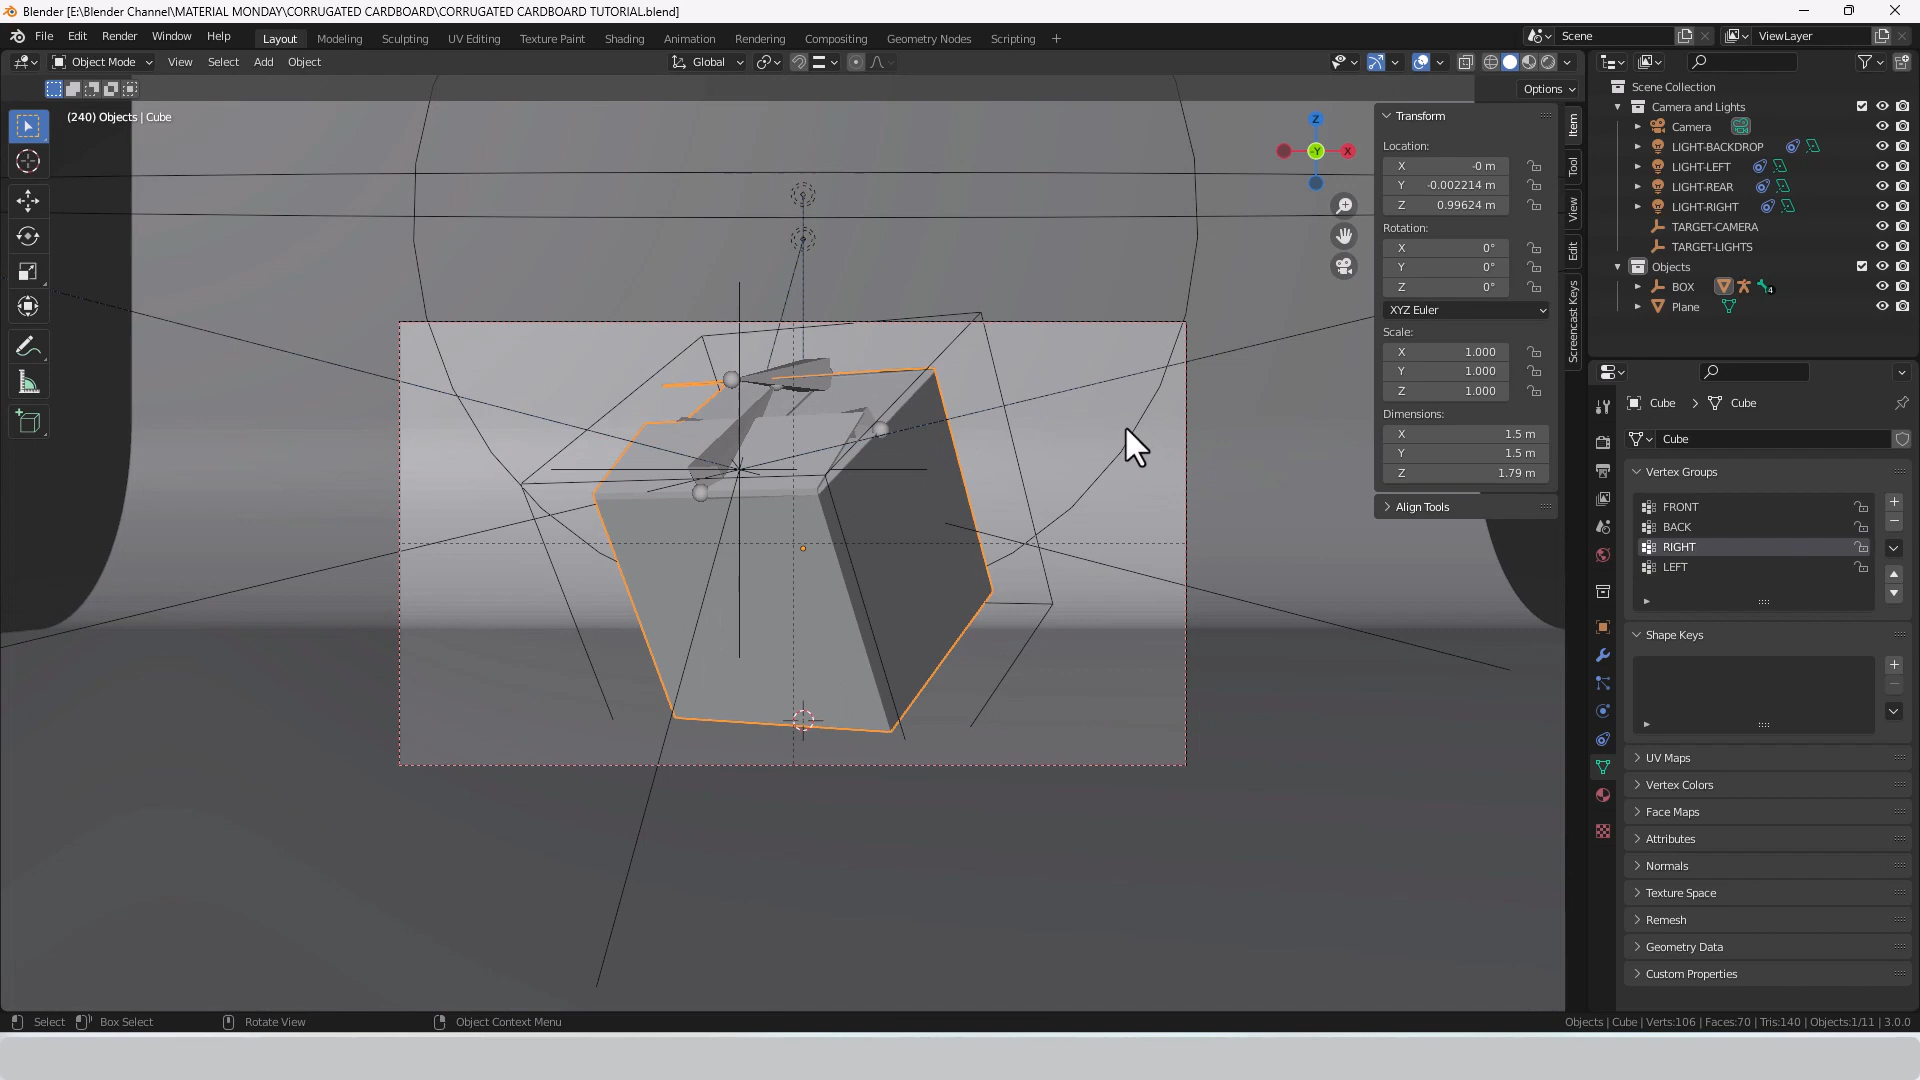 Blender [E:\Blender Channel\MATERIAL MONDAY\CORRUGATED CARDBOARD\CORRUGATED CARDBOARD TUTORIAL.blend]
File Edit Render Window Help Layout Modeling Sculpting UV Editing Texture Paint Shading Animation Rendering Compositing Geometry Nodes Scripting + Scene ViewLayer
Object Mode View Select Add Object Global
Options
(240) Objects | Cube
Z
X
-Y
Transform
Location:
X -0 m
Y -0.002214 m
Z 0.99624 m
Rotation:
X 0°
Y 0°
Z 0°
XYZ Euler
Scale:
X 1.000
Y 1.000
Z 1.000
Dimensions:
X 1.5 m
Y 1.5 m
Z 1.79 m
Align Tools
Item
Tool
View
Edit
Screencast Keys
Scene Collection
Camera and Lights
Camera
LIGHT-BACKDROP
LIGHT-LEFT
LIGHT-REAR
LIGHT-RIGHT
TARGET-CAMERA
TARGET-LIGHTS
Objects
BOX 4
Plane
Cube > Cube
Cube
Vertex Groups
FRONT
BACK
RIGHT
LEFT
Shape Keys
UV Maps
Vertex Colors
Face Maps
Attributes
Normals
Texture Space
Remesh
Geometry Data
Custom Properties
Select Box Select Rotate View Object Context Menu Objects | Cube | Verts:106 | Faces:70 | Tris:140 | Objects:1/11 | 3.0.0